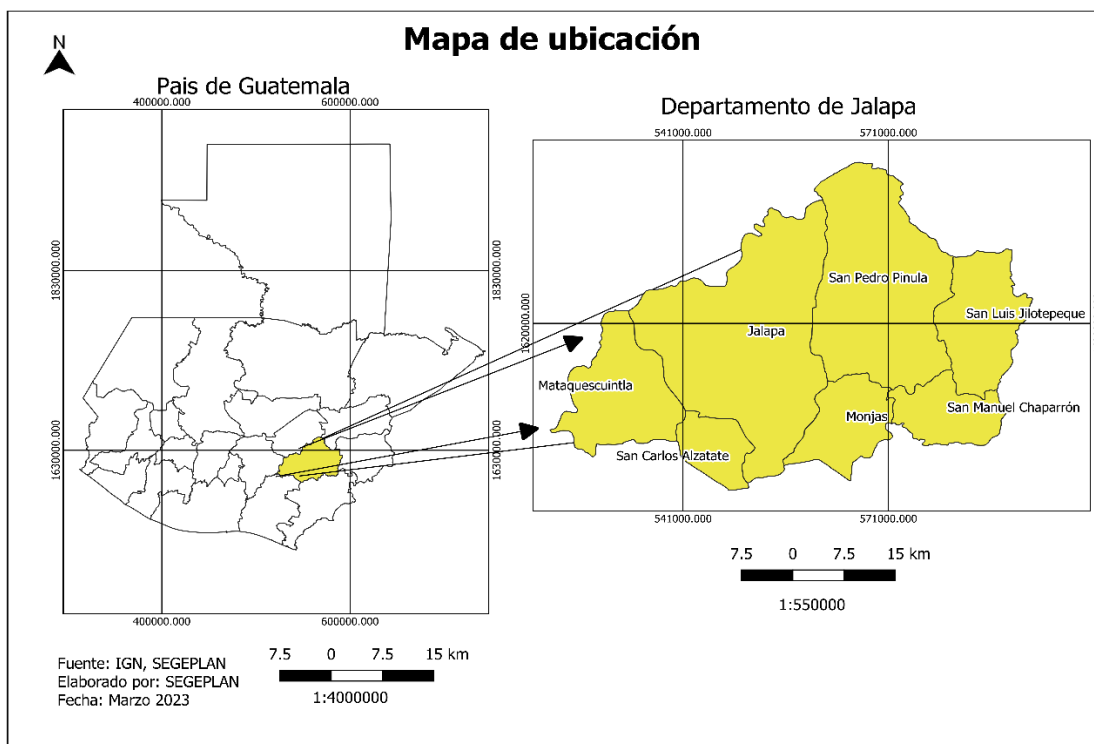 Mapa de ubicación
N
Pais de Guatemala
400000.000 600000.000
1830000.000 1830000.000
1630000.000 1630000.000
400000.000 600000.000
Departamento de Jalapa
541000.000 571000.000
1620000.000
San Pedro Pinula
San Luis Jilotepeque
Jalapa
Mataquescuintla
San Manuel Chaparrón
Monjas
San Carlos Alzatate
541000.000 571000.000
7.5 0 7.5 15 km
1:550000
Fuente: IGN, SEGEPLAN
Elaborado por: SEGEPLAN
Fecha: Marzo 2023
7.5 0 7.5 15 km
1:4000000